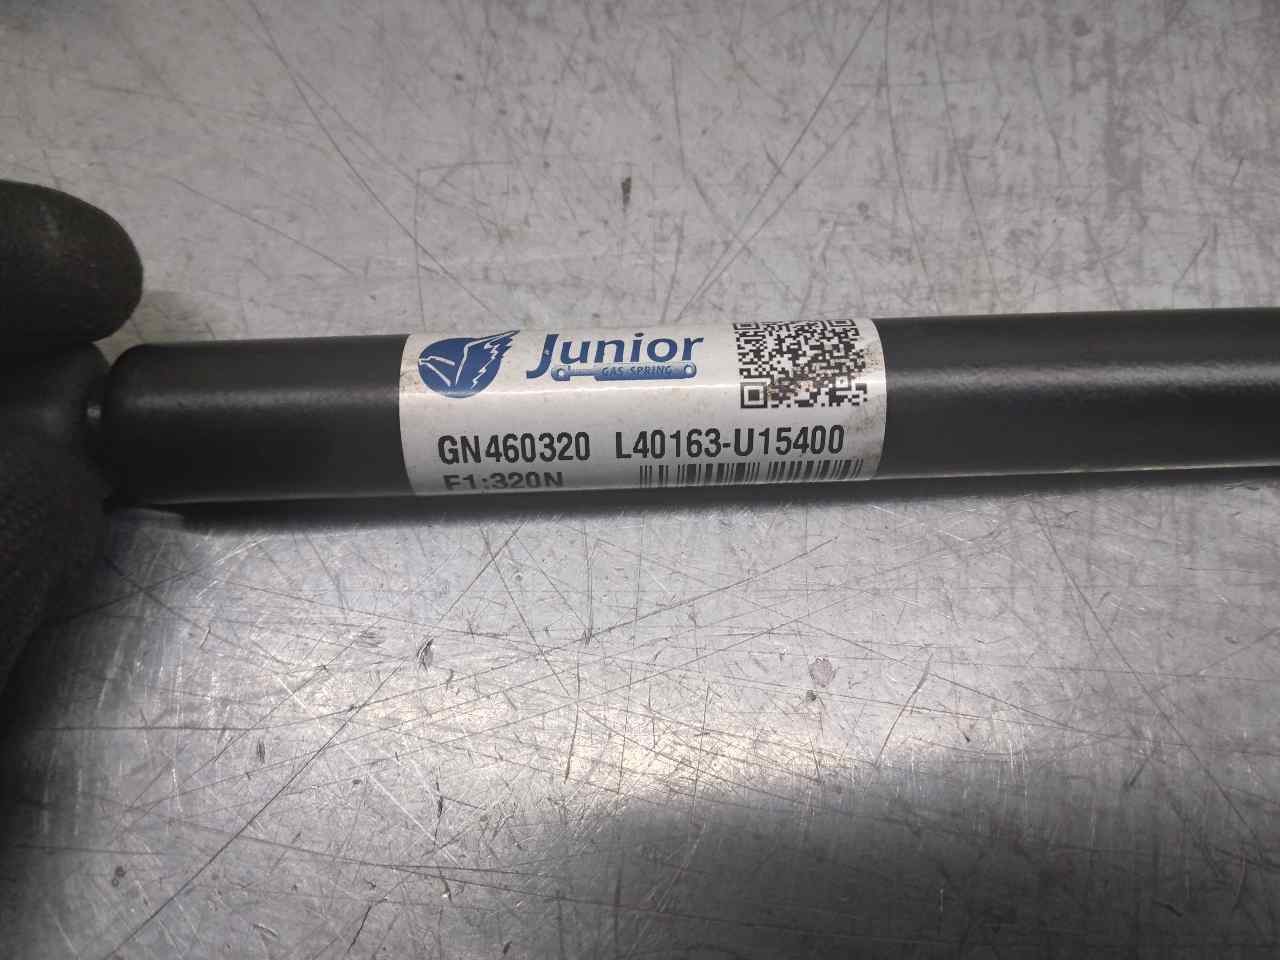 Junior
GAS SPRING
GN460320 L40163-U15400
F1:320N